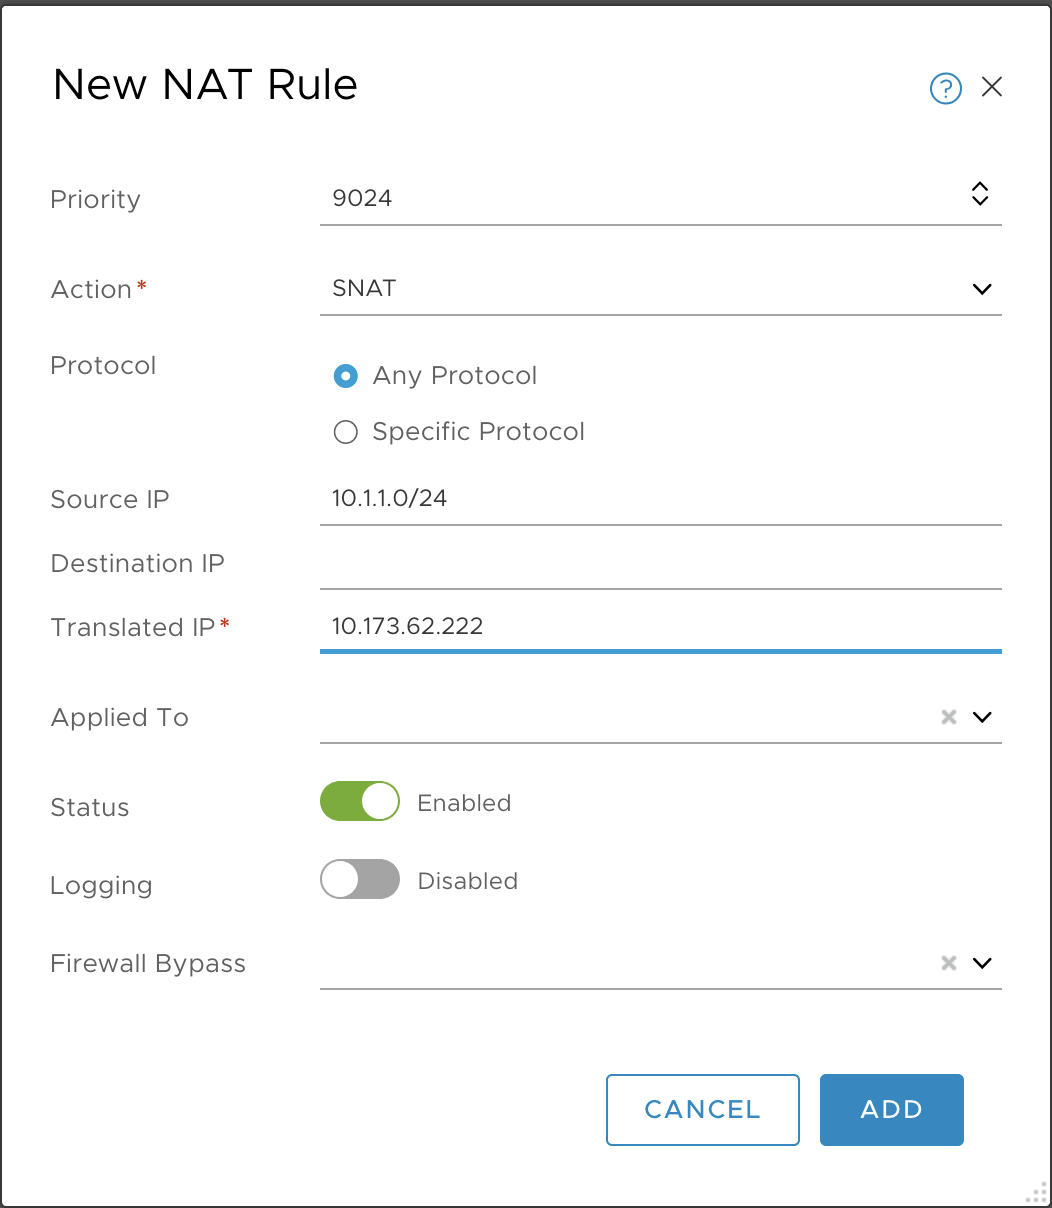 New NAT Rule
?
Priority 9024
Action* SNAT
Protocol
Any Protocol
Specific Protocol
Source IP 10.1.1.0/24
Destination IP
Translated IP* 10.173.62.222
Applied To
Status Enabled
Logging Disabled
Firewall Bypass
CANCEL ADD